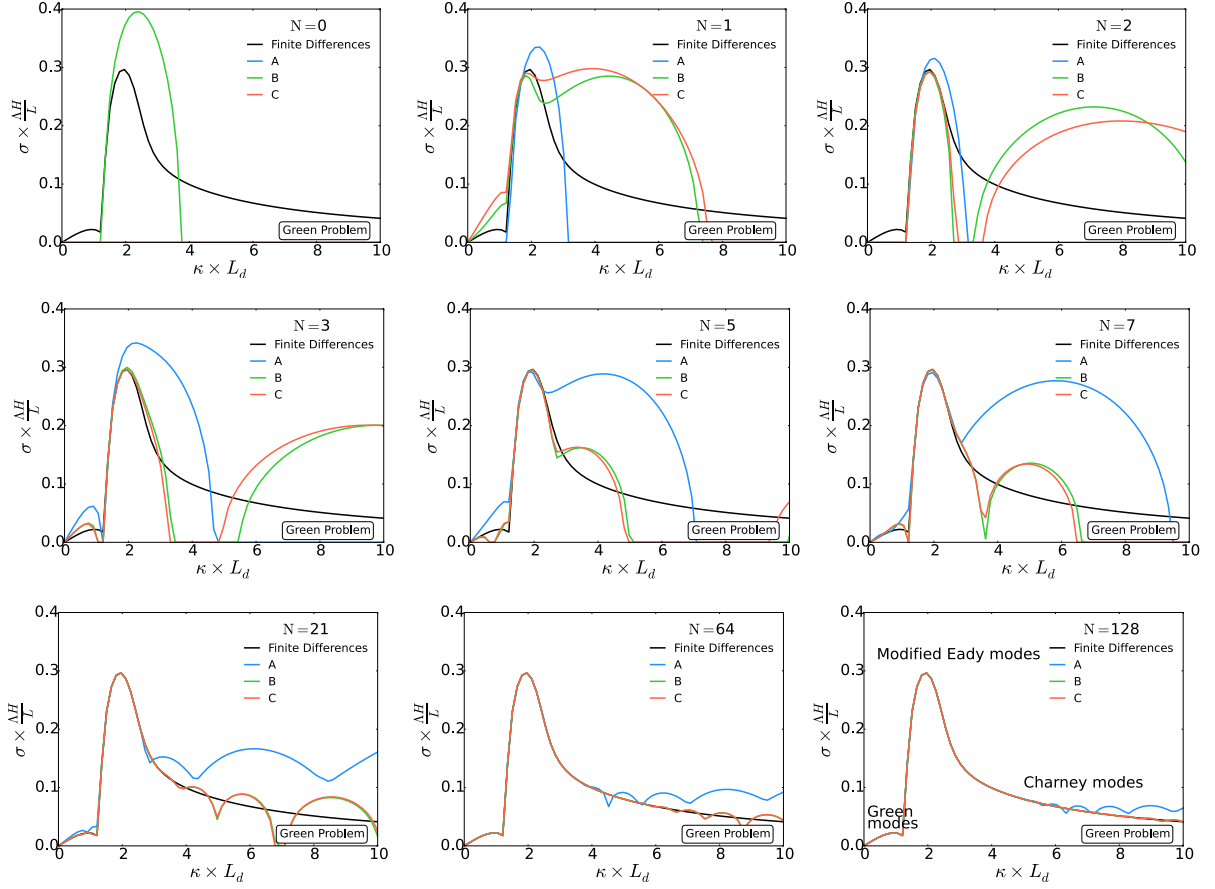 N=0
Finite Differences
A
B
C
σ × ΛH/L
0.4
0.3
0.2
0.1
0.0
Green Problem
0 2 4 6 8 10
κ × L_d
N=1
Finite Differences
A
B
C
σ × ΛH/L
0.4
0.3
0.2
0.1
0.0
Green Problem
0 2 4 6 8 10
κ × L_d
N=2
Finite Differences
A
B
C
σ × ΛH/L
0.4
0.3
0.2
0.1
0.0
Green Problem
0 2 4 6 8 10
κ × L_d
N=3
Finite Differences
A
B
C
σ × ΛH/L
0.4
0.3
0.2
0.1
0.0
Green Problem
0 2 4 6 8 10
κ × L_d
N=5
Finite Differences
A
B
C
σ × ΛH/L
0.4
0.3
0.2
0.1
0.0
Green Problem
0 2 4 6 8 10
κ × L_d
N=7
Finite Differences
A
B
C
σ × ΛH/L
0.4
0.3
0.2
0.1
0.0
Green Problem
0 2 4 6 8 10
κ × L_d
N=21
Finite Differences
A
B
C
σ × ΛH/L
0.4
0.3
0.2
0.1
0.0
Green Problem
0 2 4 6 8 10
κ × L_d
N=64
Finite Differences
A
B
C
σ × ΛH/L
0.4
0.3
0.2
0.1
0.0
Green Problem
0 2 4 6 8 10
κ × L_d
N=128
Finite Differences
A
B
C
Modified Eady modes
Charney modes
Green
modes
σ × ΛH/L
0.4
0.3
0.2
0.1
0.0
Green Problem
0 2 4 6 8 10
κ × L_d